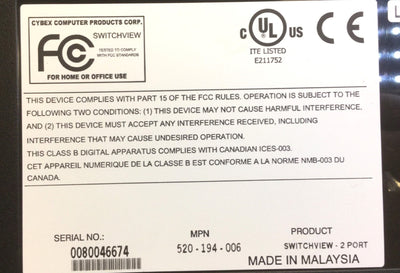 CYBEX COMPUTER PRODUCTS CORP.
FC SWITCHVIEW
TESTED TO COMPLY
WITH FCC STANDARDS
FOR HOME OR OFFICE USE
C UL US CE
ITE LISTED
E211752
THIS DEVICE COMPLIES WITH PART 15 OF THE FCC RULES. OPERATION IS SUBJECT TO THE
FOLLOWING TWO CONDITIONS: (1) THIS DEVICE MAY NOT CAUSE HARMFUL INTERFERENCE,
AND (2) THIS DEVICE MUST ACCEPT ANY INTERFERENCE RECEIVED, INCLUDING
INTERFERENCE THAT MAY CAUSE UNDESIRED OPERATION.
THIS CLASS B DIGITAL APPARATUS COMPLIES WITH CANADIAN ICES-003.
CET APPAREIL NUMERIQUE DE LA CLASSE B EST CONFORME A LA NORME NMB-003 DU
CANADA.
SERIAL NO.: MPN PRODUCT
0080046674 520-194-006 SWITCHVIEW - 2 PORT
MADE IN MALAYSIA